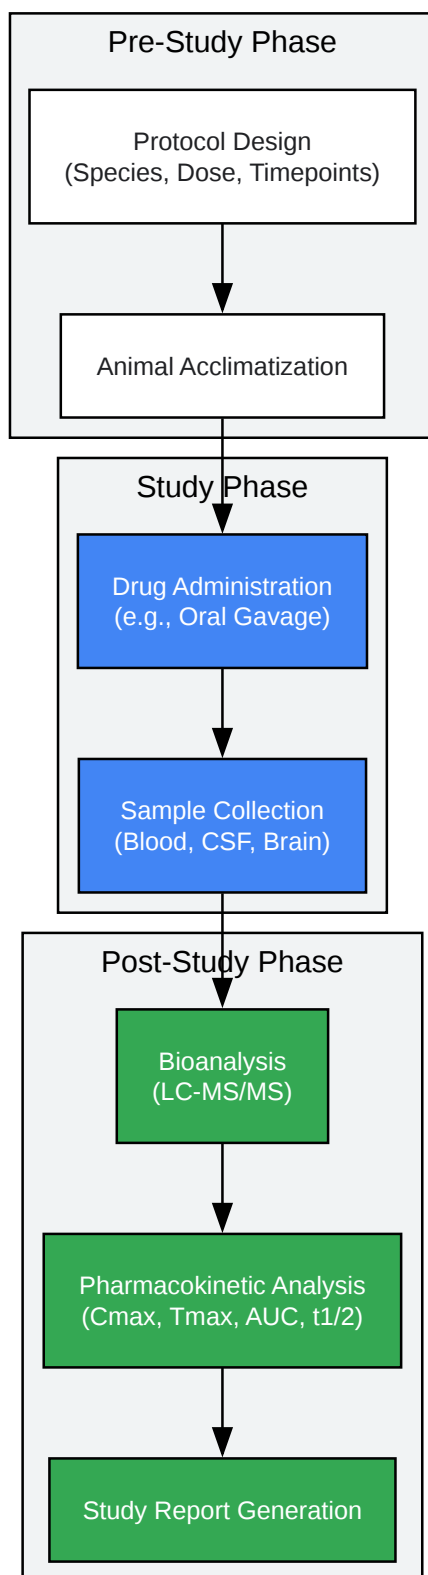 Pre-Study Phase
Protocol Design
(Species, Dose, Timepoints)
Animal Acclimatization
Study Phase
Drug Administration
(e.g., Oral Gavage)
Sample Collection
(Blood, CSF, Brain)
Post-Study Phase
Bioanalysis
(LC-MS/MS)
Pharmacokinetic Analysis
(Cmax, Tmax, AUC, t1/2)
Study Report Generation